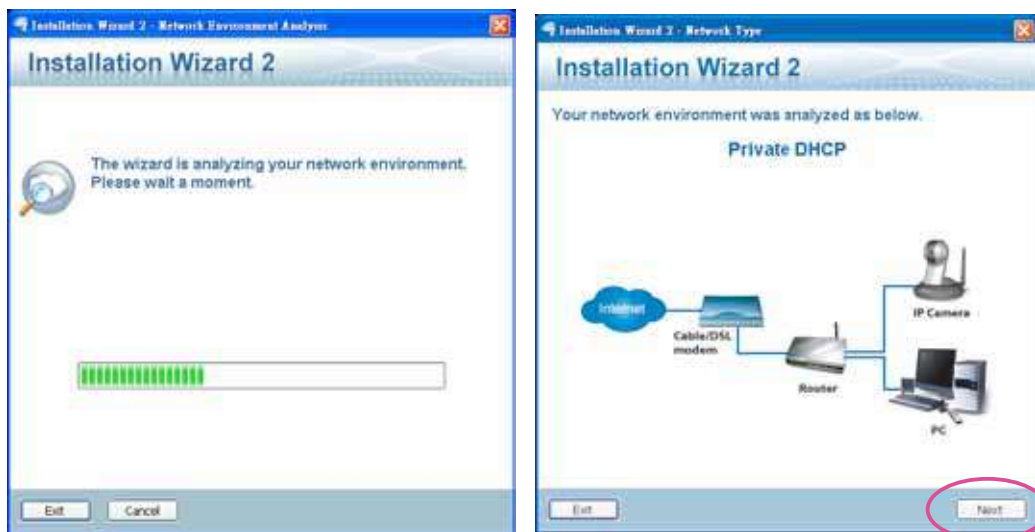 Installation Wizard 2 - Network Environment Analysis
Installation Wizard 2
The wizard is analyzing your network environment.
Please wait a moment.
Exit
Cancel
Installation Wizard 2 - Network Type
Installation Wizard 2
Your network environment was analyzed as below.
Private DHCP
Internet
Cable/DSL
modem
IP Camera
Router
PC
Exit
Next